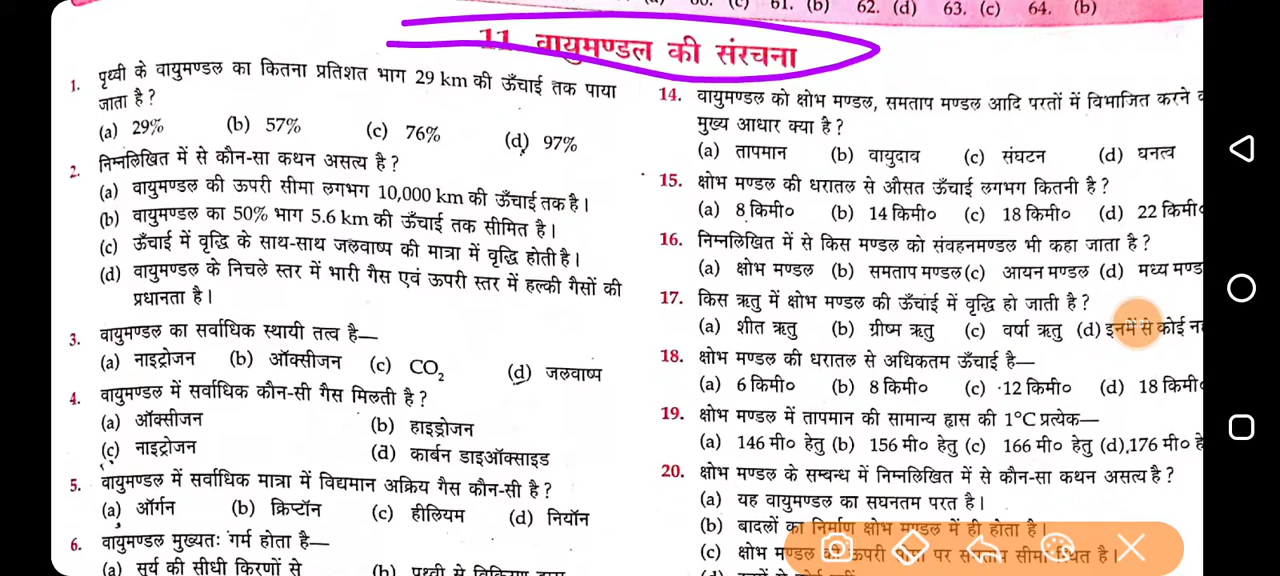 60. (c) 61. (b) 62. (d) 63. (c) 64. (b)
11. वायुमण्डल की संरचना
1. पृथ्वी के वायुमण्डल का कितना प्रतिशत भाग 29 km की ऊँचाई तक पाया
जाता है?
(a) 29% (b) 57% (c) 76% (d) 97%
2. निम्नलिखित में से कौन-सा कथन असत्य है?
(a) वायुमण्डल की ऊपरी सीमा लगभग 10,000 km की ऊँचाई तक है।
(b) वायुमण्डल का 50% भाग 5.6 km की ऊँचाई तक सीमित है।
(c) ऊँचाई में वृद्धि के साथ-साथ जलवाष्प की मात्रा में वृद्धि होती है।
(d) वायुमण्डल के निचले स्तर में भारी गैस एवं ऊपरी स्तर में हल्की गैसों की
प्रधानता है।
3. वायुमण्डल का सर्वाधिक स्थायी तत्व है—
(a) नाइट्रोजन (b) ऑक्सीजन (c) CO2 (d) जलवाष्प
4. वायुमण्डल में सर्वाधिक कौन-सी गैस मिलती है?
(a) ऑक्सीजन (b) हाइड्रोजन
(c) नाइट्रोजन (d) कार्बन डाइऑक्साइड
5. वायुमण्डल में सर्वाधिक मात्रा में विद्यमान अक्रिय गैस कौन-सी है?
(a) ऑर्गन (b) क्रिप्टॉन (c) हीलियम (d) नियॉन
6. वायुमण्डल मुख्यतः गर्म होता है—
(a) सूर्य की सीधी किरणों से (b) पृथ्वी से विकिरण द्वारा
14. वायुमण्डल को क्षोभ मण्डल, समताप मण्डल आदि परतों में विभाजित करने
मुख्य आधार क्या है?
(a) तापमान (b) वायुदाव (c) संघटन (d) घनत्व
15. क्षोभ मण्डल की धरातल से औसत ऊँचाई लगभग कितनी है?
(a) 8 किमी० (b) 14 किमी० (c) 18 किमी० (d) 22 किमी०
16. निम्नलिखित में से किस मण्डल को संवहनमण्डल भी कहा जाता है?
(a) क्षोभ मण्डल (b) समताप मण्डल (c) आयन मण्डल (d) मध्य मण्ड
17. किस ऋतु में क्षोभ मण्डल की ऊँचाई में वृद्धि हो जाती है?
(a) शीत ऋतु (b) ग्रीष्म ऋतु (c) वर्षा ऋतु (d) इनमें से कोई न
18. क्षोभ मण्डल की धरातल से अधिकतम ऊँचाई है—
(a) 6 किमी० (b) 8 किमी० (c) 12 किमी० (d) 18 किमी०
19. क्षोभ मण्डल में तापमान की सामान्य ह्रास की 1°C प्रत्येक—
(a) 146 मी० हेतु (b) 156 मी० हेतु (c) 166 मी० हेतु (d) 176 मी० हे
20. क्षोभ मण्डल के सम्बन्ध में निम्नलिखित में से कौन-सा कथन असत्य है?
(a) यह वायुमण्डल का सघनतम परत है।
(b) बादलों का निर्माण क्षोभ मण्डल में ही होता है।
(c) क्षोभ मण्डल की ऊपरी सीमा पर समताप सीमा स्थित है।